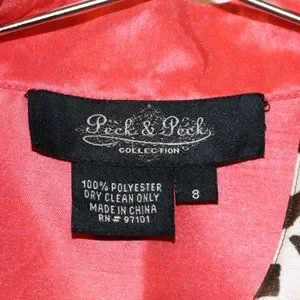 Peck & Peck
COLLECTION
100% POLYESTER
DRY CLEAN ONLY
MADE IN CHINA
RN# 97101
8